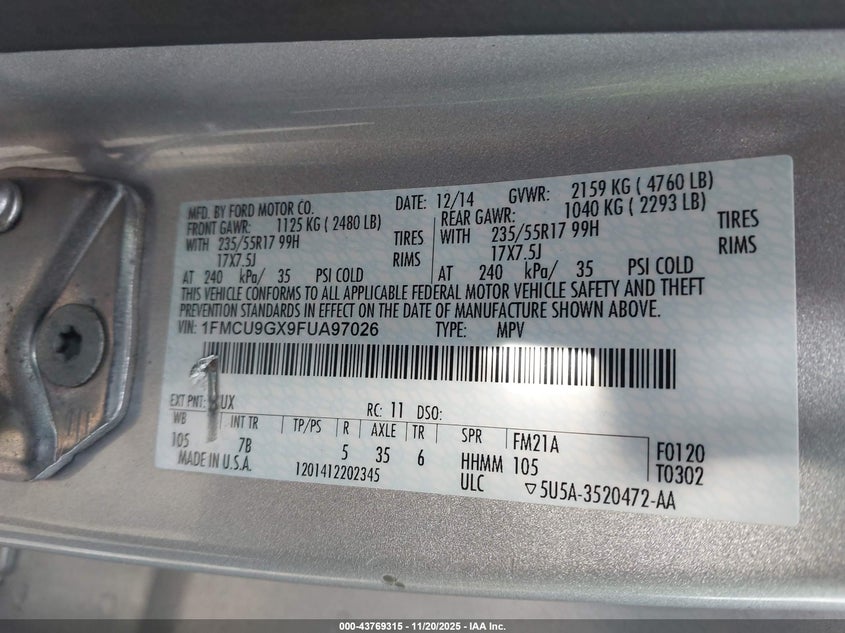 MFD. BY FORD MOTOR CO. DATE: 12/14 GVWR: 2159 KG ( 4760 LB)
FRONT GAWR: 1125 KG ( 2480 LB) REAR GAWR: 1040 KG ( 2293 LB)
WITH 235/55R17 99H TIRES WITH 235/55R17 99H TIRES
17X7.5J RIMS 17X7.5J RIMS
AT 240 kPa/ 35 PSI COLD AT 240 kPa/ 35 PSI COLD
THIS VEHICLE CONFORMS TO ALL APPLICABLE FEDERAL MOTOR VEHICLE SAFETY AND THEFT
PREVENTION STANDARDS IN EFFECT ON THE DATE OF MANUFACTURE SHOWN ABOVE.
VIN: 1FMCU9GX9FUA97026 TYPE: MPV
EXT PNT: UX RC: 11 DSO:
WB INT TR TP/PS R AXLE TR SPR FM21A F0120
105 7B 5 35 6 HHMM 105 T0302
MADE IN U.S.A. 1201412202345 ULC ▽5U5A-3520472-AA
000-43769315 - 11/20/2025 - IAA Inc.